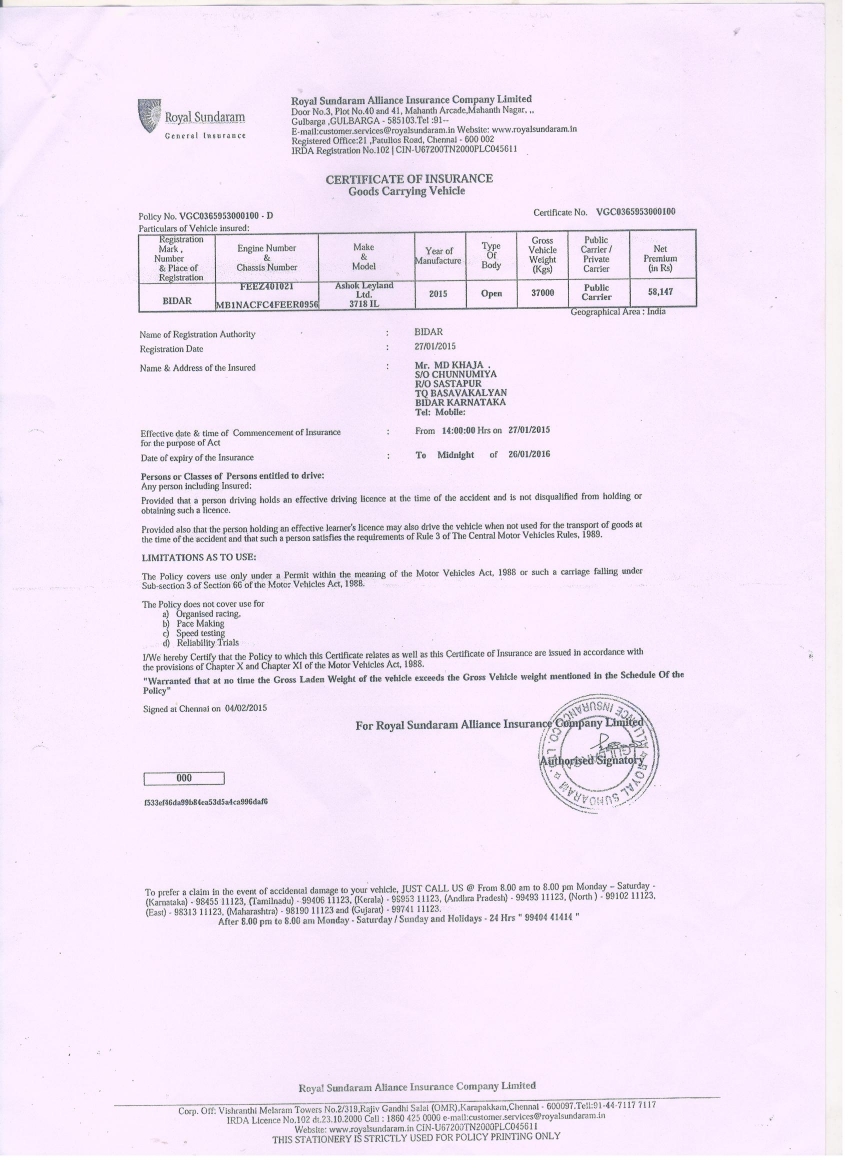 Royal Sundaram
General Insurance
Royal Sundaram Alliance Insurance Company Limited
Door No.3, Plot No.40 and 41, Mahanth Arcade,Mahanth Nagar, ,,
Gulbarga ,GULBARGA - 585103.Tel :91--
E-mail:customer.services@royalsundaram.in Website: www.royalsundaram.in
Registered Office:21 ,Patullos Road, Chennai - 600 002
IRDA Registration No.102 | CIN-U67200TN2000PLC045611
CERTIFICATE OF INSURANCE
Goods Carrying Vehicle
Policy No. VGC0365953000100 - D
Certificate No. VGC0365953000100
Particulars of Vehicle insured:
Registration Mark , Number & Place of Registration
Engine Number & Chassis Number
Make & Model
Year of Manufacture
Type Of Body
Gross Vehicle Weight (Kgs)
Public Carrier / Private Carrier
Net Premium (in Rs)
BIDAR
FEEZ401021
MB1NACFC4FEER0956
Ashok Leyland Ltd. 3718 IL
2015
Open
37000
Public Carrier
58,147
Geographical Area : India
Name of Registration Authority : BIDAR
Registration Date : 27/01/2015
Name & Address of the Insured : Mr. MD KHAJA .
S/O CHUNNUMIYA
R/O SASTAPUR
TQ BASAVAKALYAN
BIDAR KARNATAKA
Tel: Mobile:
Effective date & time of Commencement of Insurance : From 14:00:00 Hrs on 27/01/2015
for the purpose of Act
Date of expiry of the Insurance : To Midnight of 26/01/2016
Persons or Classes of Persons entitled to drive:
Any person including Insured:
Provided that a person driving holds an effective driving licence at the time of the accident and is not disqualified from holding or
obtaining such a licence.
Provided also that the person holding an effective learner's licence may also drive the vehicle when not used for the transport of goods at
the time of the accident and that such a person satisfies the requirements of Rule 3 of The Central Motor Vehicles Rules, 1989.
LIMITATIONS AS TO USE:
The Policy covers use only under a Permit within the meaning of the Motor Vehicles Act, 1988 or such a carriage falling under
Sub-section 3 of Section 66 of the Motor Vehicles Act, 1988.
The Policy does not cover use for
a) Organised racing,
b) Pace Making
c) Speed testing
d) Reliability Trials
I/We hereby Certify that the Policy to which this Certificate relates as well as this Certificate of Insurance are issued in accordance with
the provisions of Chapter X and Chapter XI of the Motor Vehicles Act, 1988.
"Warranted that at no time the Gross Laden Weight of the vehicle exceeds the Gross Vehicle weight mentioned in the Schedule Of the
Policy"
Signed at Chennai on 04/02/2015
For Royal Sundaram Alliance Insurance Company Limited
Authorised Signatory
ROYAL SUNDARAM ALLIANCE INSURANCE CO. LTD.
000
f533ef46da99b84ea53d5a4ca996daf6
To prefer a claim in the event of accidental damage to your vehicle, JUST CALL US @ From 8.00 am to 8.00 pm Monday – Saturday -
(Karnataka) - 98455 11123, (Tamilnadu) - 99406 11123, (Kerala) - 98953 11123, (Andhra Pradesh) - 99493 11123, (North ) - 99102 11123,
(East) - 98313 11123, (Maharashtra) - 98190 11123 and (Gujarat) - 99741 11123.
After 8.00 pm to 8.00 am Monday - Saturday / Sunday and Holidays - 24 Hrs " 99404 41414 "
Royal Sundaram Alliance Insurance Company Limited
Corp. Off: Vishranthi Melaram Towers No.2/319,Rajiv Gandhi Salai (OMR),Karapakkam,Chennai - 600097.Tell:91-44-7117 7117
IRDA Licence No.102 dt.23.10.2000 Call : 1860 425 0000 e-mail:customer.services@royalsundaram.in
Website: www.royalsundaram.in CIN-U67200TN2000PLC045611
THIS STATIONERY IS STRICTLY USED FOR POLICY PRINTING ONLY